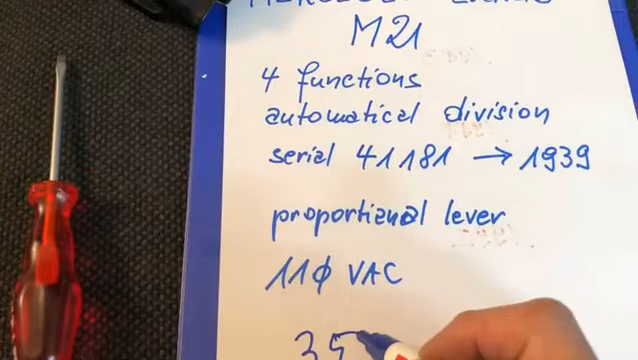 M21
4 functions
automatical division
serial 41181 → 1939
proportional lever
110 VAC
35